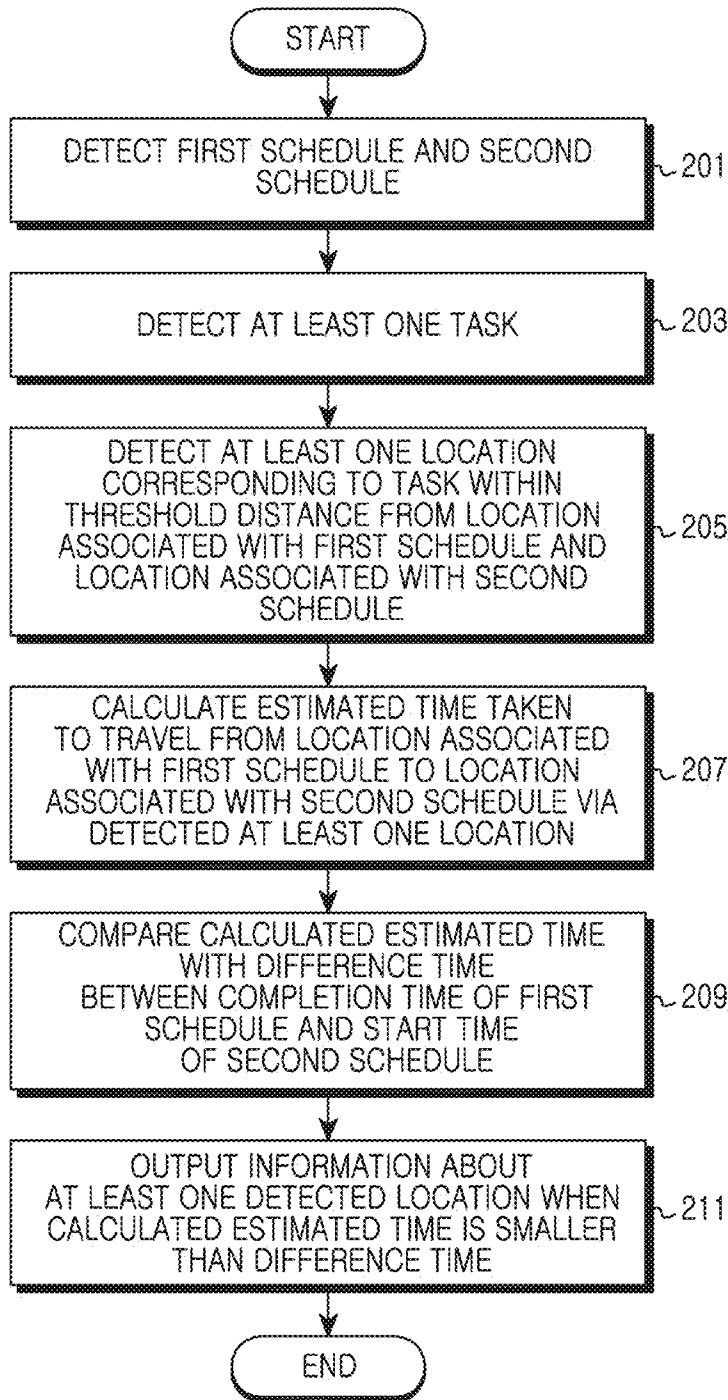 START
DETECT FIRST SCHEDULE AND SECOND
SCHEDULE
201
DETECT AT LEAST ONE TASK
203
DETECT AT LEAST ONE LOCATION
CORRESPONDING TO TASK WITHIN
THRESHOLD DISTANCE FROM LOCATION
ASSOCIATED WITH FIRST SCHEDULE AND
LOCATION ASSOCIATED WITH SECOND
SCHEDULE
205
CALCULATE ESTIMATED TIME TAKEN
TO TRAVEL FROM LOCATION ASSOCIATED
WITH FIRST SCHEDULE TO LOCATION
ASSOCIATED WITH SECOND SCHEDULE VIA
DETECTED AT LEAST ONE LOCATION
207
COMPARE CALCULATED ESTIMATED TIME
WITH DIFFERENCE TIME
BETWEEN COMPLETION TIME OF FIRST
SCHEDULE AND START TIME
OF SECOND SCHEDULE
209
OUTPUT INFORMATION ABOUT
AT LEAST ONE DETECTED LOCATION WHEN
CALCULATED ESTIMATED TIME IS SMALLER
THAN DIFFERENCE TIME
211
END